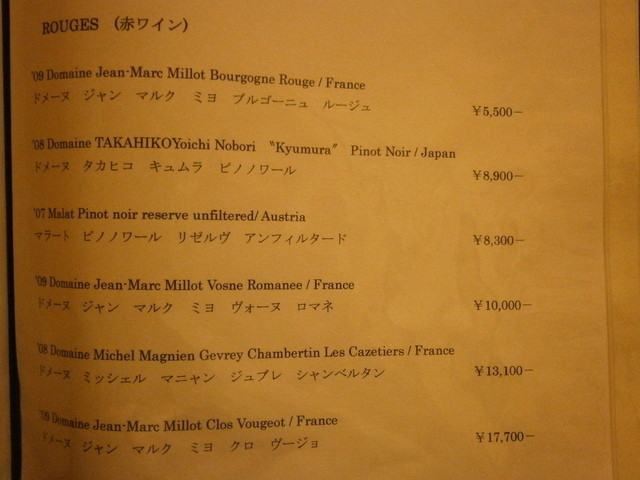 ROUGES (赤ワイン)
'09 Domaine Jean-Marc Millot Bourgogne Rouge / France
ドメーヌ ジャン マルク ミヨ ブルゴーニュ ルージュ ￥5,500－
'08 Domaine TAKAHIKOYoichi Nobori 〝Kyumura〞 Pinot Noir / Japan
ドメーヌ タカヒコ キュムラ ピノノワール ￥8,900－
'07 Malat Pinot noir reserve unfiltered/ Austria
マラート ピノノワール リゼルヴ アンフィルタード ￥8,300－
'09 Domaine Jean-Marc Millot Vosne Romanee / France
ドメーヌ ジャン マルク ミヨ ヴォーヌ ロマネ ￥10,000－
'08 Domaine Michel Magnien Gevrey Chambertin Les Cazetiers / France
ドメーヌ ミッシェル マニャン ジュブレ シャンベルタン ￥13,100－
'09 Domaine Jean-Marc Millot Clos Vougeot / France
ドメーヌ ジャン マルク ミヨ クロ ヴージョ ￥17,700－